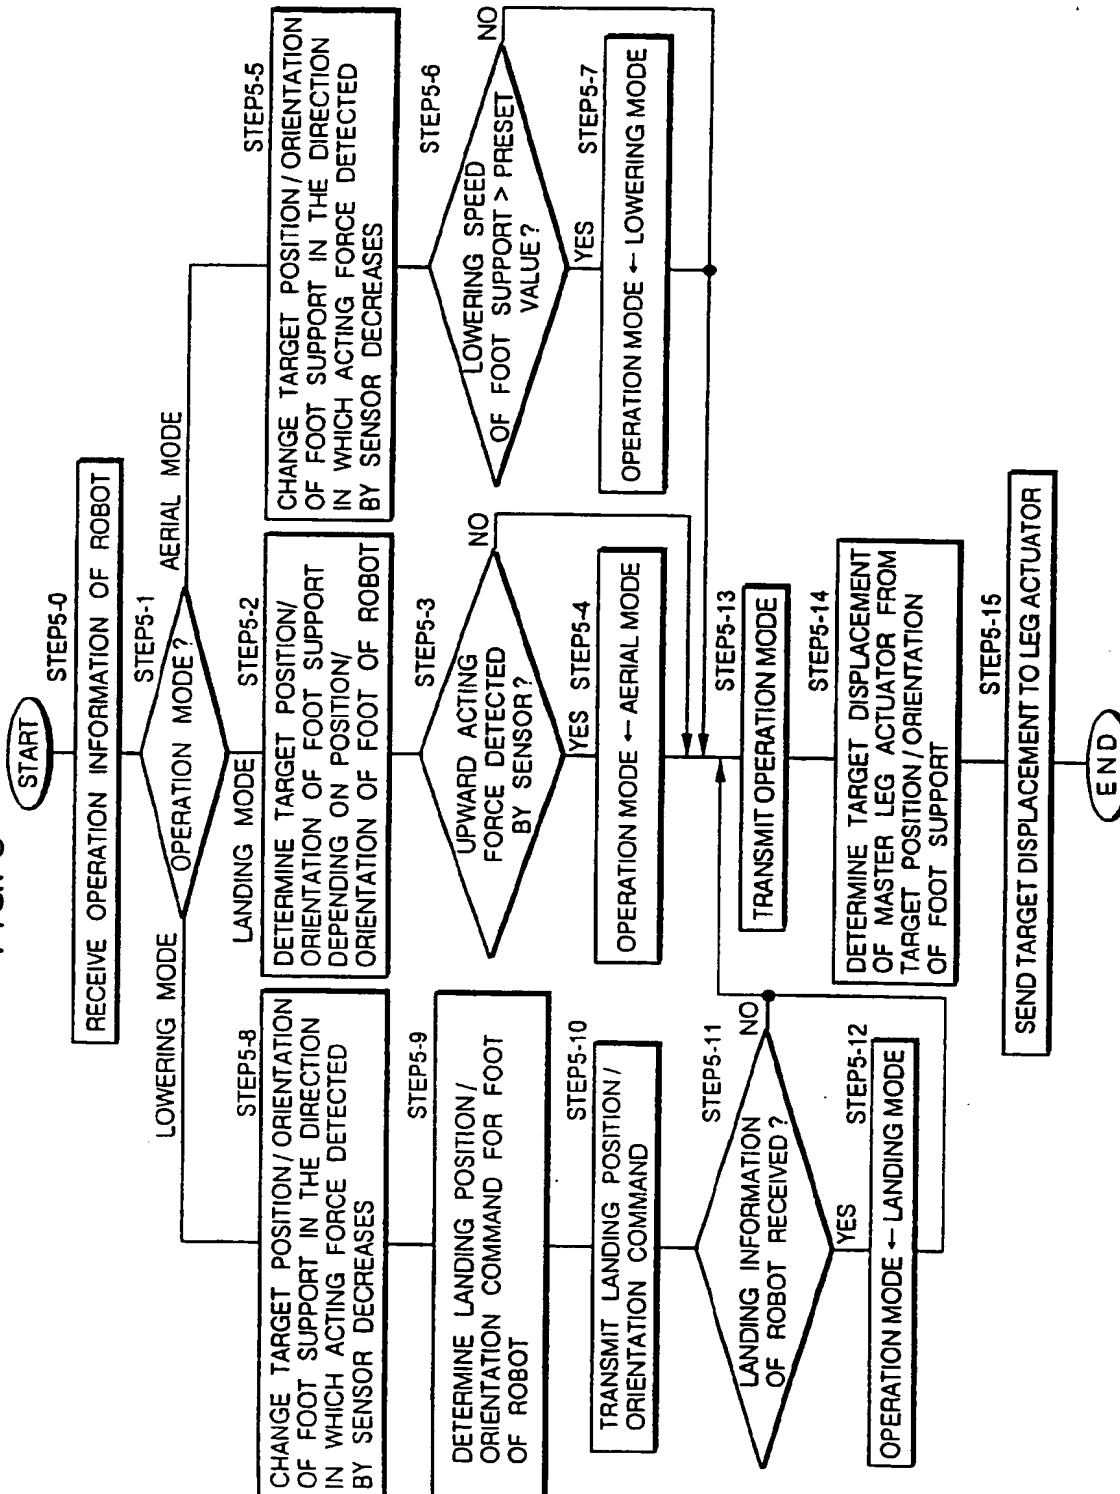 START
STEP5-0
RECEIVE OPERATION INFORMATION OF ROBOT
STEP5-1
OPERATION MODE?
LOWERING MODE
LANDING MODE
AERIAL MODE
STEP5-8
CHANGE TARGET POSITION/ORIENTATION
OF FOOT SUPPORT IN THE DIRECTION
IN WHICH ACTING FORCE DETECTED
BY SENSOR DECREASES
STEP5-9
DETERMINE LANDING POSITION/
ORIENTATION COMMAND FOR FOOT
OF ROBOT
STEP5-10
TRANSMIT LANDING POSITION/
ORIENTATION COMMAND
STEP5-11
LANDING INFORMATION
OF ROBOT RECEIVED?
NO
YES
STEP5-12
OPERATION MODE ← LANDING MODE
STEP5-2
DETERMINE TARGET POSITION/
ORIENTATION OF FOOT SUPPORT
DEPENDING ON POSITION/
ORIENTATION OF FOOT OF ROBOT
STEP5-3
UPWARD ACTING
FORCE DETECTED
BY SENSOR?
NO
YES
STEP5-4
OPERATION MODE ← AERIAL MODE
STEP5-5
CHANGE TARGET POSITION/ORIENTATION
OF FOOT SUPPORT IN THE DIRECTION
IN WHICH ACTING FORCE DETECTED
BY SENSOR DECREASES
STEP5-6
LOWERING SPEED
OF FOOT SUPPORT > PRESET
VALUE?
NO
YES
STEP5-7
OPERATION MODE ← LOWERING MODE
STEP5-13
TRANSMIT OPERATION MODE
STEP5-14
DETERMINE TARGET DISPLACEMENT
OF MASTER LEG ACTUATOR FROM
TARGET POSITION/ORIENTATION
OF FOOT SUPPORT
STEP5-15
SEND TARGET DISPLACEMENT TO LEG ACTUATOR
END